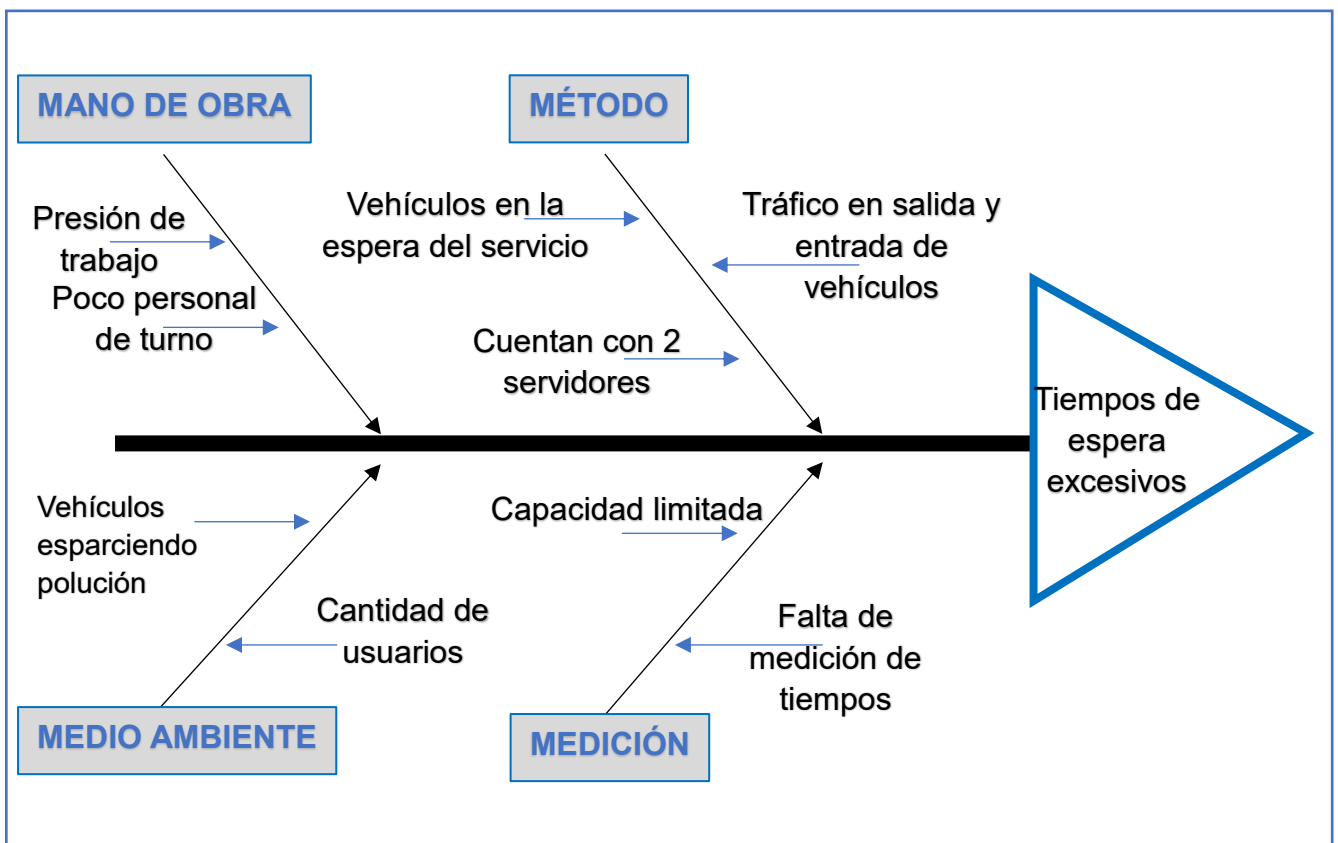 MANO DE OBRA
MÉTODO
Presión de
trabajo
Poco personal
de turno
Vehículos en la
espera del servicio
Tráfico en salida y
entrada de
vehículos
Cuentan con 2
servidores
Tiempos de
espera
excesivos
Vehículos
esparciendo
polución
Cantidad de
usuarios
Capacidad limitada
Falta de
medición de
tiempos
MEDIO AMBIENTE
MEDICIÓN